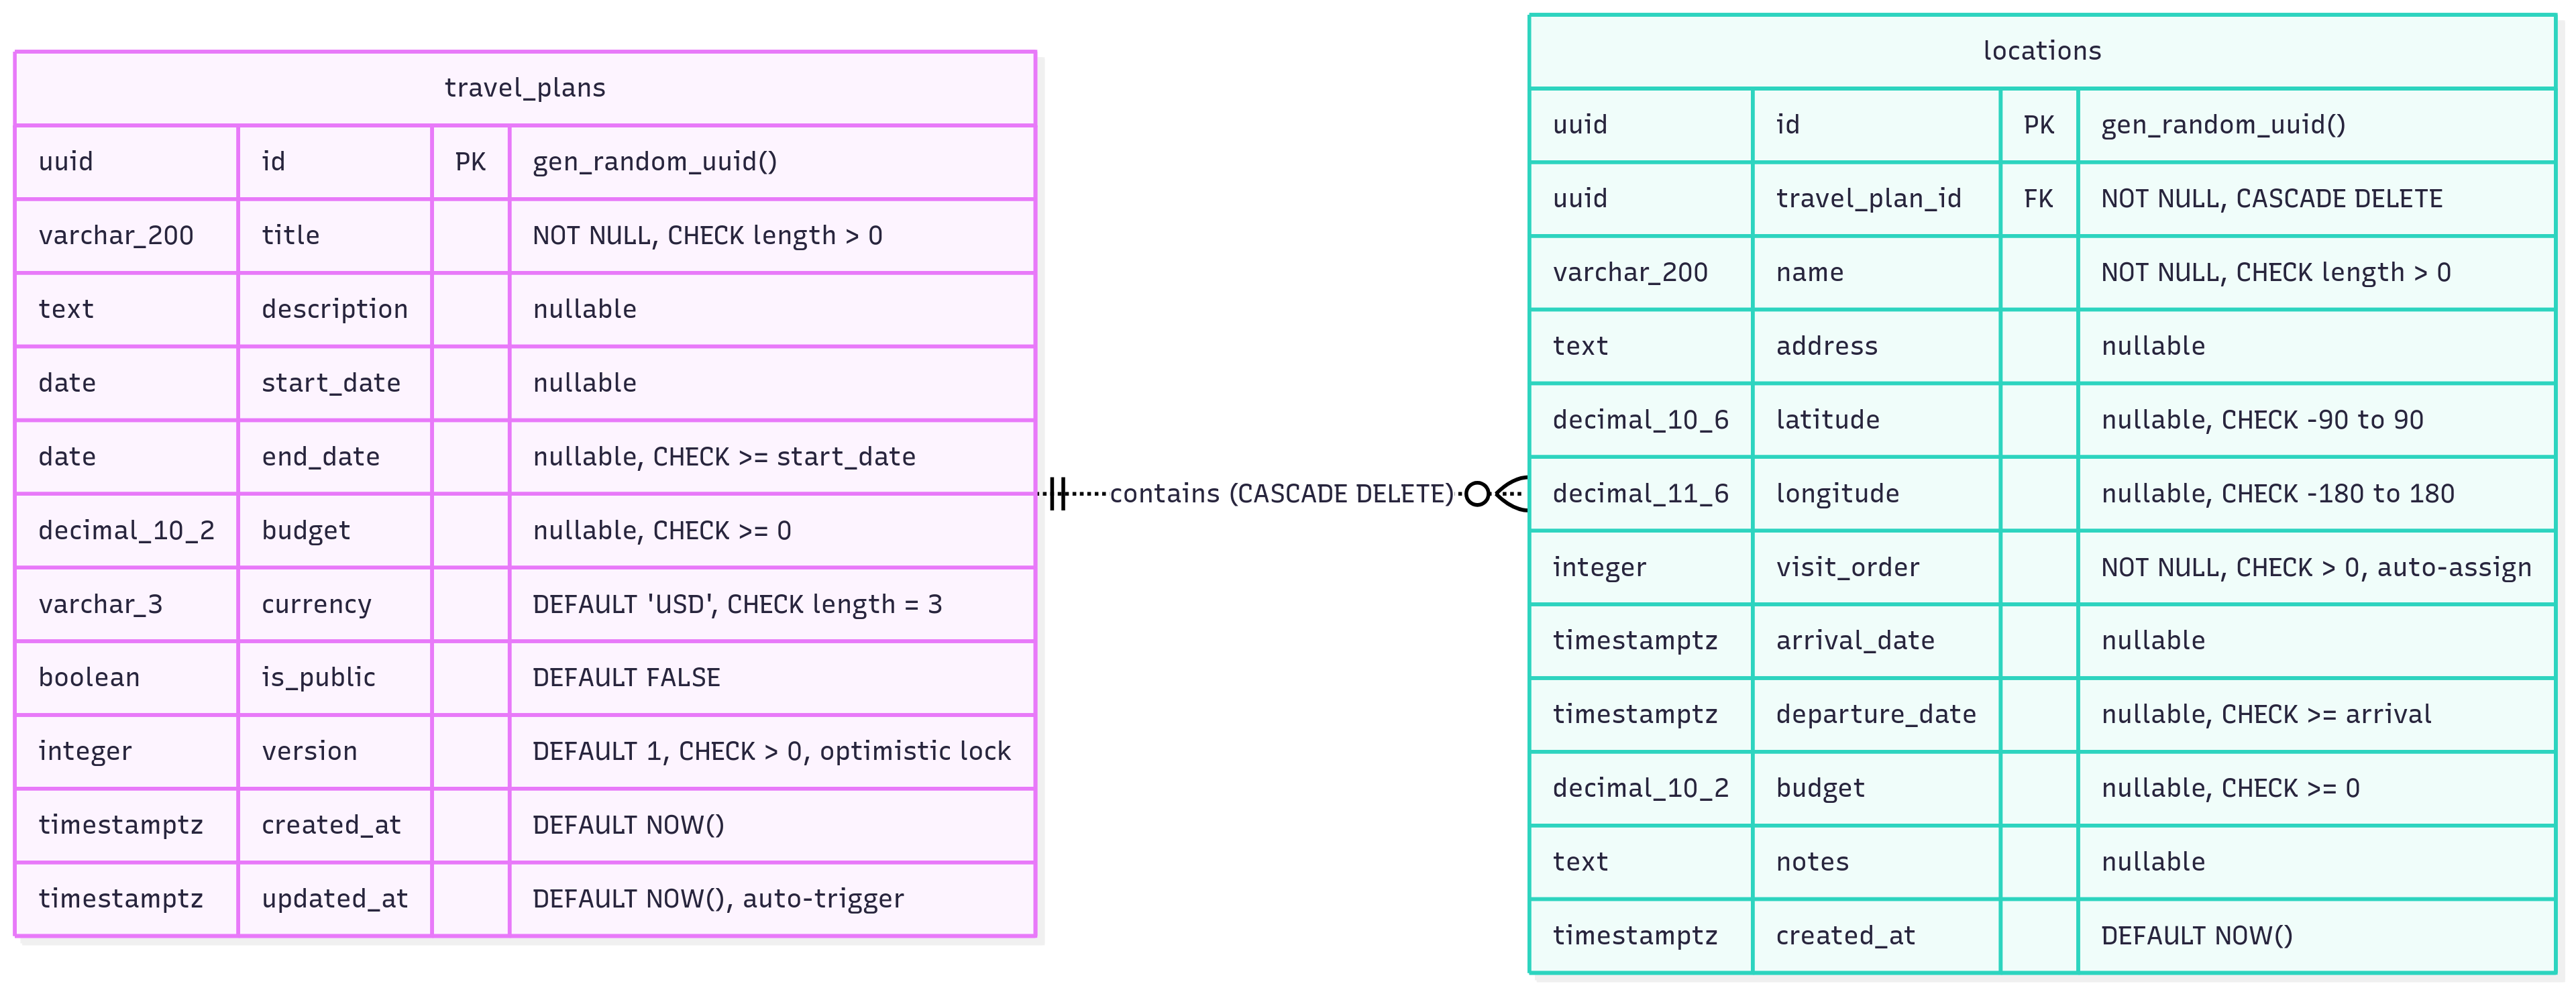 travel_plans
uuid id PK gen_random_uuid()
varchar_200 title NOT NULL, CHECK length > 0
text description nullable
date start_date nullable
date end_date nullable, CHECK >= start_date
decimal_10_2 budget nullable, CHECK >= 0
varchar_3 currency DEFAULT 'USD', CHECK length = 3
boolean is_public DEFAULT FALSE
integer version DEFAULT 1, CHECK > 0, optimistic lock
timestamptz created_at DEFAULT NOW()
timestamptz updated_at DEFAULT NOW(), auto-trigger
contains (CASCADE DELETE)
locations
uuid id PK gen_random_uuid()
uuid travel_plan_id FK NOT NULL, CASCADE DELETE
varchar_200 name NOT NULL, CHECK length > 0
text address nullable
decimal_10_6 latitude nullable, CHECK -90 to 90
decimal_11_6 longitude nullable, CHECK -180 to 180
integer visit_order NOT NULL, CHECK > 0, auto-assign
timestamptz arrival_date nullable
timestamptz departure_date nullable, CHECK >= arrival
decimal_10_2 budget nullable, CHECK >= 0
text notes nullable
timestamptz created_at DEFAULT NOW()